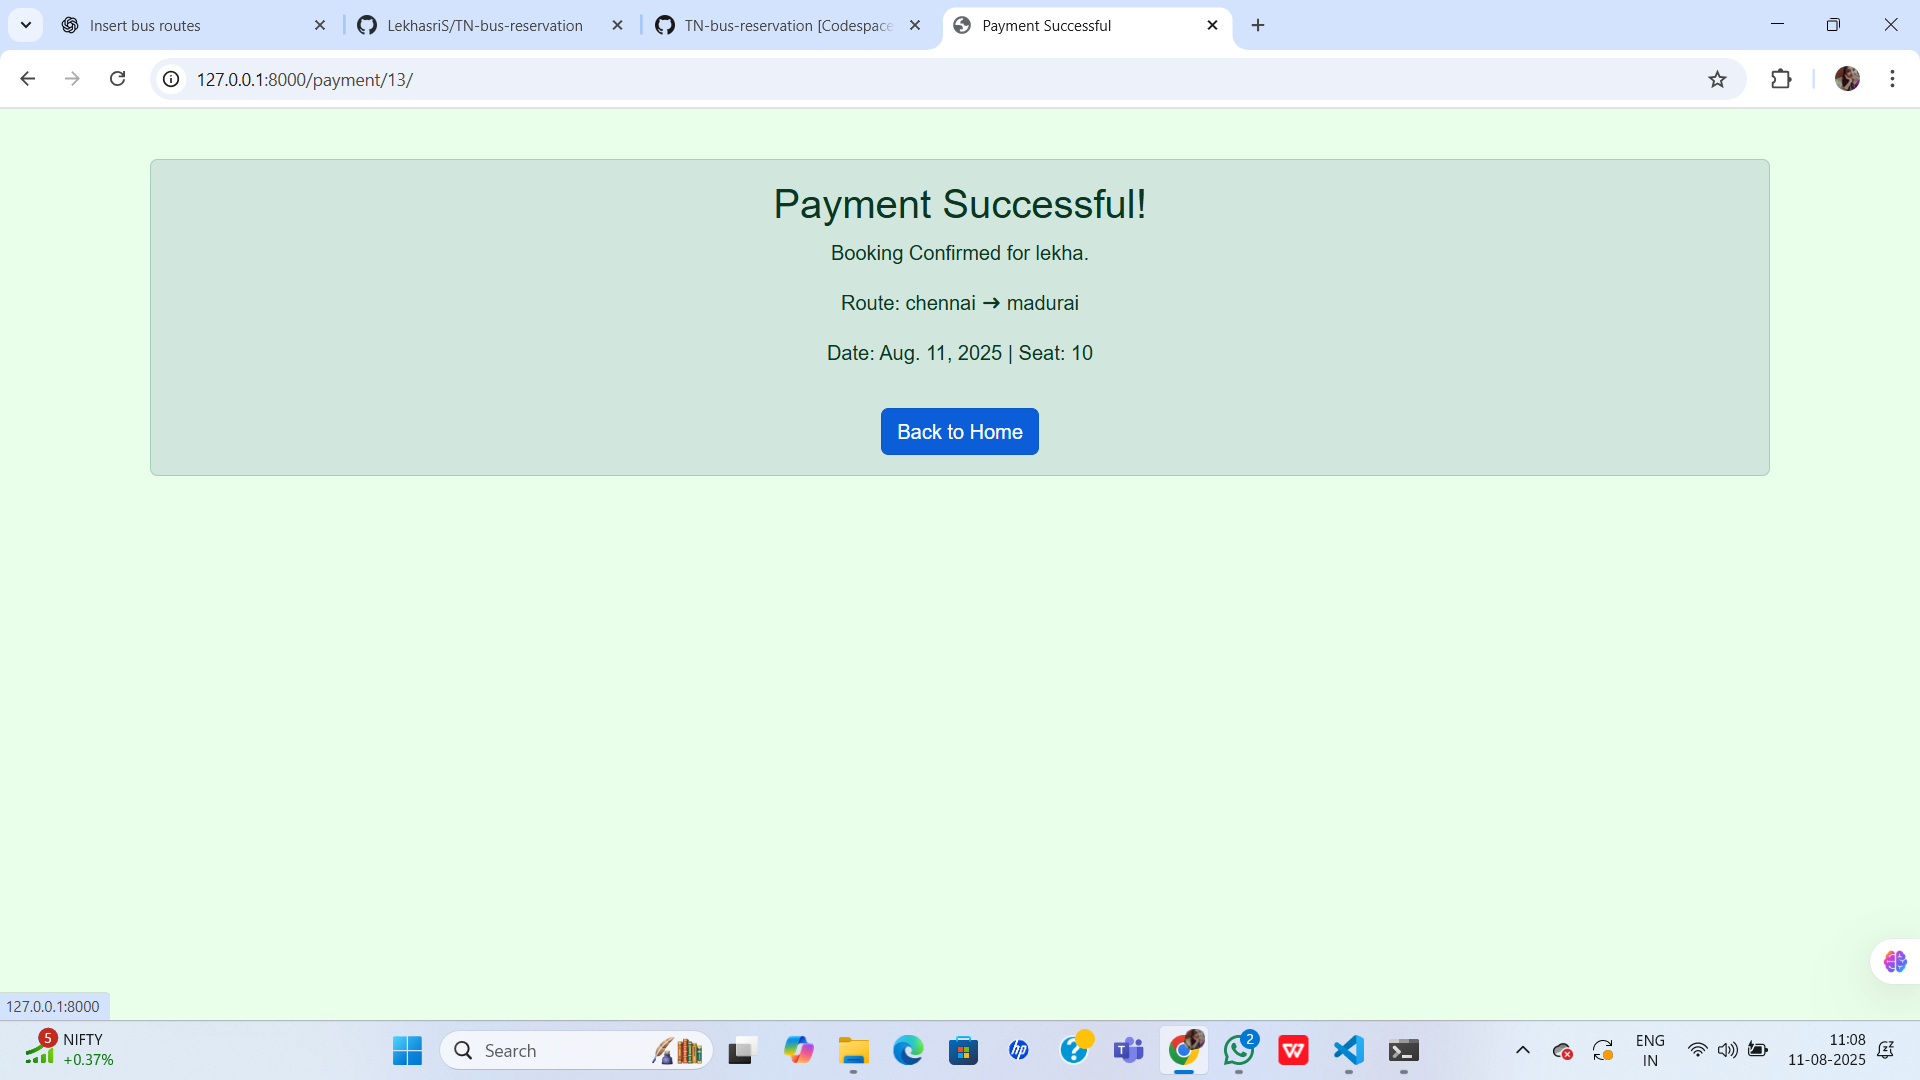 Insert bus routes
LekhasriS/TN-bus-reservation
TN-bus-reservation [Codespace
Payment Successful
127.0.0.1:8000/payment/13/
Payment Successful!
Booking Confirmed for lekha.
Route: chennai ➔ madurai
Date: Aug. 11, 2025 | Seat: 10
Back to Home
127.0.0.1:8000
5
NIFTY
+0.37%
Search
hp
?
T
2
W
ENG
IN
11:08
11-08-2025